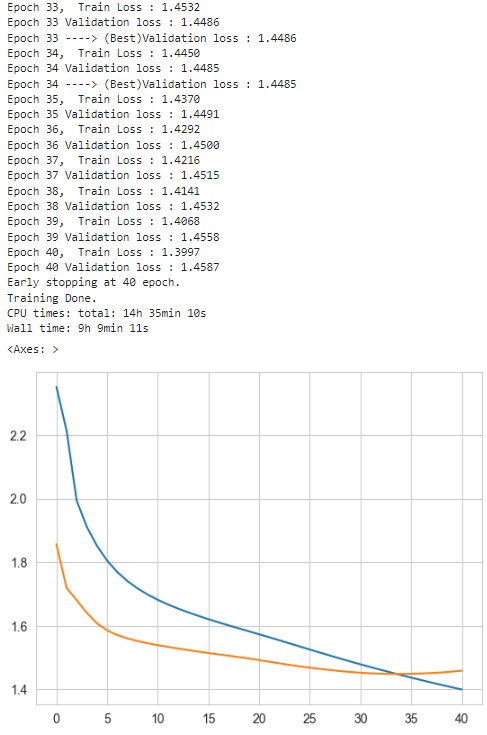 Epoch 33,  Train Loss : 1.4532
Epoch 33 Validation loss : 1.4486
Epoch 33 ----> (Best)Validation loss : 1.4486
Epoch 34,  Train Loss : 1.4450
Epoch 34 Validation loss : 1.4485
Epoch 34 ----> (Best)Validation loss : 1.4485
Epoch 35,  Train Loss : 1.4370
Epoch 35 Validation loss : 1.4491
Epoch 36,  Train Loss : 1.4292
Epoch 36 Validation loss : 1.4500
Epoch 37,  Train Loss : 1.4216
Epoch 37 Validation loss : 1.4515
Epoch 38,  Train Loss : 1.4141
Epoch 38 Validation loss : 1.4532
Epoch 39,  Train Loss : 1.4068
Epoch 39 Validation loss : 1.4558
Epoch 40,  Train Loss : 1.3997
Epoch 40 Validation loss : 1.4587
Early stopping at 40 epoch.
Training Done.
CPU times: total: 14h 35min 10s
Wall time: 9h 9min 11s
<Axes: >
2.2
2.0
1.8
1.6
1.4
0 5 10 15 20 25 30 35 40